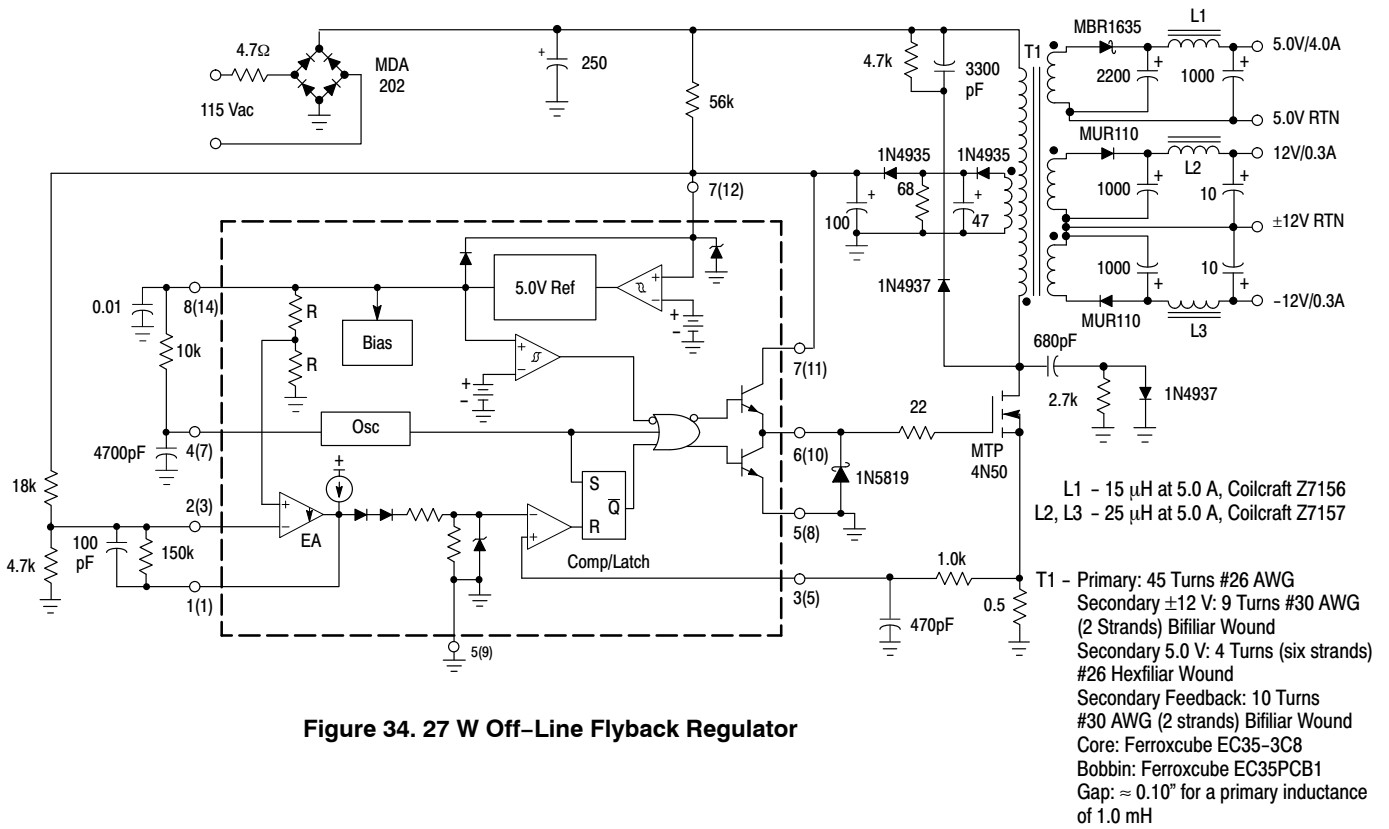 4.7Ω
MDA
202
115 Vac
+
250
56k
4.7k
3300
pF
T1
MBR1635
L1
2200
+
1000
+
5.0V/4.0A
5.0V RTN
MUR110
L2
12V/0.3A
1000
+
10
+
±12V RTN
1000
+
10
+
MUR110
L3
–12V/0.3A
1N4935
1N4935
68
100
+
47
+
7(12)
1N4937
680pF
2.7k
1N4937
0.01
8(14)
R
R
Bias
5.0V Ref
+
–
+
–
+
–
+
–
10k
7(11)
4(7)
4700pF
Osc
22
6(10)
MTP
4N50
1N5819
18k
2(3)
+
–
EA
+
S
R
Q
–
+
Comp/Latch
5(8)
100
pF
150k
4.7k
1(1)
3(5)
1.0k
470pF
0.5
5(9)
L1 – 15 μH at 5.0 A, Coilcraft Z7156
L2, L3 – 25 μH at 5.0 A, Coilcraft Z7157
T1 – Primary: 45 Turns #26 AWG
Secondary ±12 V: 9 Turns #30 AWG
(2 Strands) Bifiliar Wound
Secondary 5.0 V: 4 Turns (six strands)
#26 Hexfiliar Wound
Secondary Feedback: 10 Turns
#30 AWG (2 strands) Bifiliar Wound
Core: Ferroxcube EC35–3C8
Bobbin: Ferroxcube EC35PCB1
Gap: ≈ 0.10" for a primary inductance
of 1.0 mH
Figure 34. 27 W Off–Line Flyback Regulator